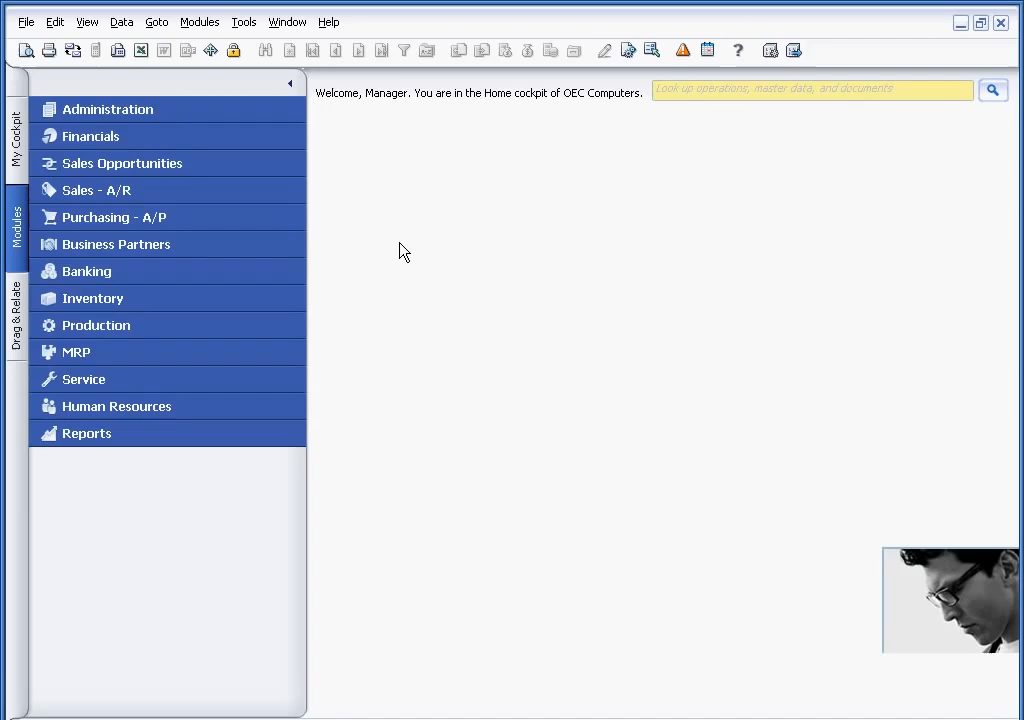 File Edit View Data Goto Modules Tools Window Help
Welcome, Manager. You are in the Home cockpit of OEC Computers.
Look up operations, master data, and documents
My Cockpit
Modules
Drag & Relate
Administration
Financials
Sales Opportunities
Sales - A/R
Purchasing - A/P
Business Partners
Banking
Inventory
Production
MRP
Service
Human Resources
Reports